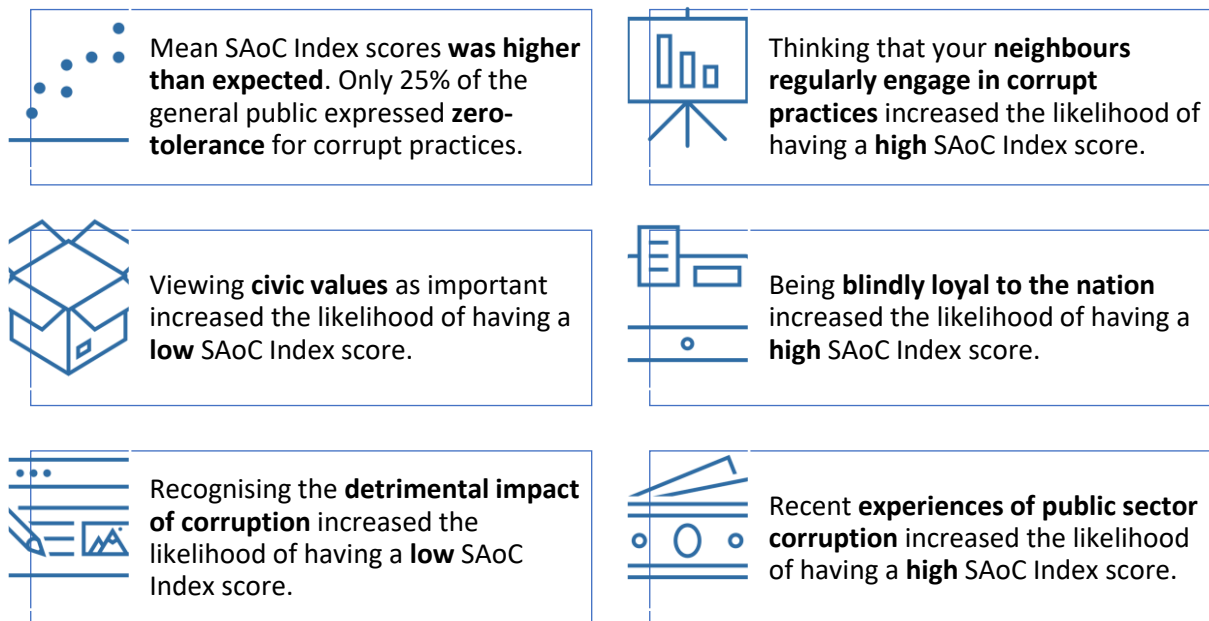 Mean SAoC Index scores was higher
than expected. Only 25% of the
general public expressed zero-
tolerance for corrupt practices.
Thinking that your neighbours
regularly engage in corrupt
practices increased the likelihood of
having a high SAoC Index score.
Viewing civic values as important
increased the likelihood of having a
low SAoC Index score.
Being blindly loyal to the nation
increased the likelihood of having a
high SAoC Index score.
Recognising the detrimental impact
of corruption increased the
likelihood of having a low SAoC
Index score.
Recent experiences of public sector
corruption increased the likelihood
of having a high SAoC Index score.